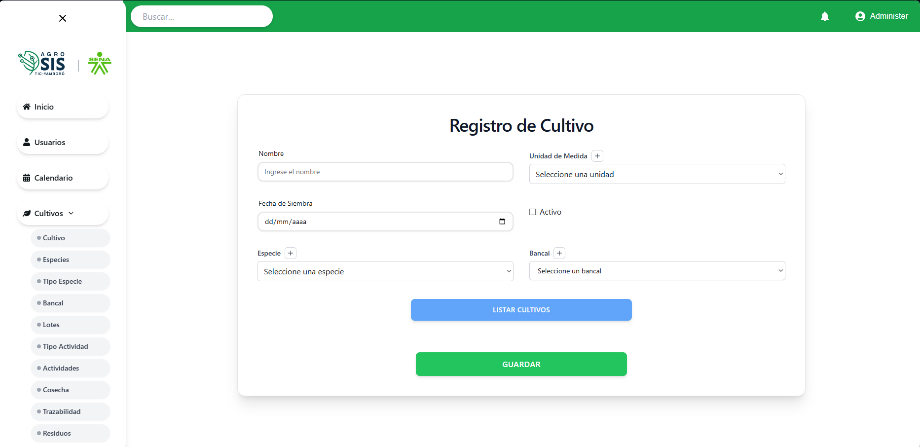 Buscar...
Administer
AGRO
SIS
TIC-YAMBORO
SENA
Inicio
Usuarios
Calendario
Cultivos
Cultivo
Especies
Tipo Especie
Bancal
Lotes
Tipo Actividad
Actividades
Cosecha
Trazabilidad
Residuos
Registro de Cultivo
Nombre
Ingrese el nombre
Unidad de Medida +
Seleccione una unidad
Fecha de Siembra
dd/mm/aaaa
Activo
Especie +
Seleccione una especie
Bancal +
Seleccione un bancal
LISTAR CULTIVOS
GUARDAR